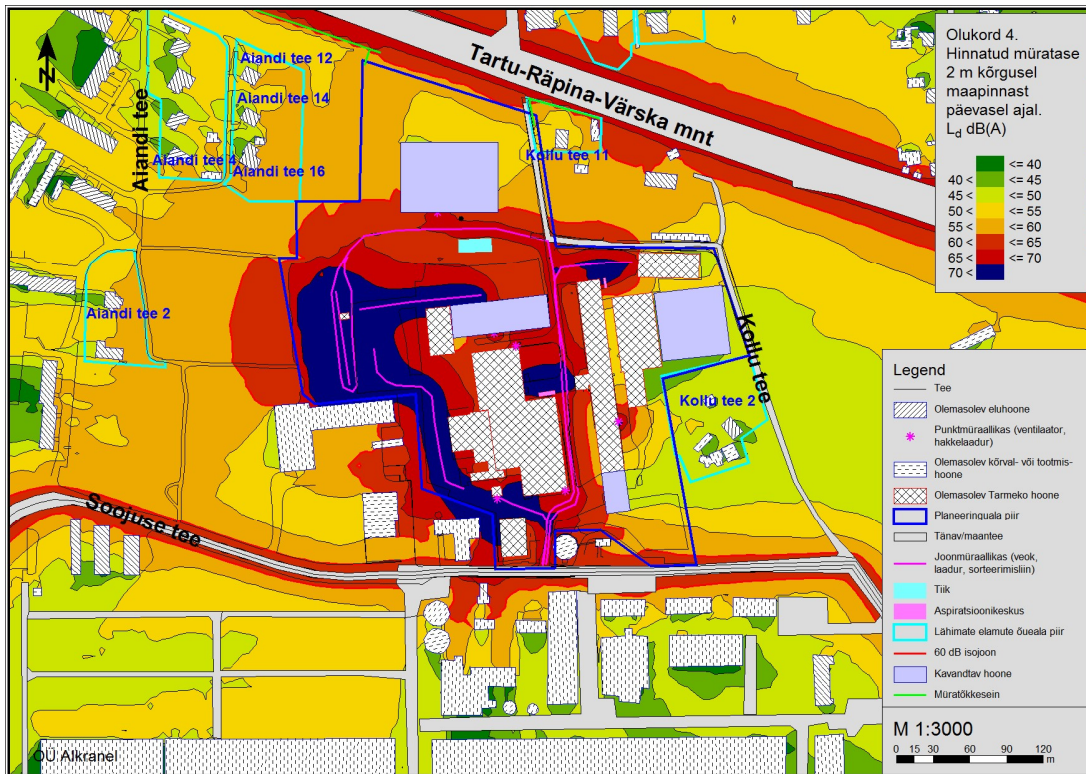 Olukord 4.
Hinnatud müratase
2 m kõrgusel
maapinnast
päevasel ajal.
L_d dB(A)
<= 40
40 < <= 45
45 < <= 50
50 < <= 55
55 < <= 60
60 < <= 65
65 < <= 70
70 <
N
Aiandi tee
Aiandi tee 12
Aiandi tee 14
Aiandi tee 4
Aiandi tee 16
Tartu-Räpina-Värska mnt
Kollu tee 11
Aiandi tee 2
Kollu tee
Kollu tee 2
Soojuse tee
Legend
Tee
Olemasolev eluhoone
Punktmüraallikas (ventilaator,
hakkelaadur)
Olemasolev kõrval- või tootmis-
hoone
Olemasolev Tarmeko hoone
Planeeringuala piir
Tänav/maantee
Joonmüraallikas (veok,
laadur, sorteerimisliin)
Tiik
Aspiratsioonikeskus
Lähimate elamute õueala piir
60 dB isojoon
Kavandtav hoone
Müratõkkesein
M 1:3000
0 15 30 60 90 120
m
OÜ Alkranel